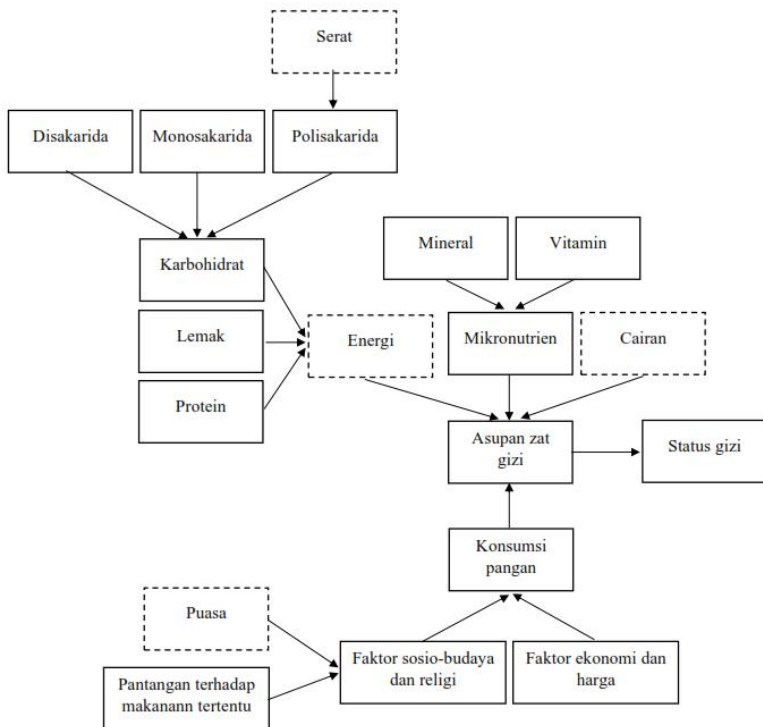 Serat
Disakarida
Monosakarida
Polisakarida
Mineral
Vitamin
Karbohidrat
Lemak
Energi
Mikronutrien
Cairan
Protein
Asupan zat
gizi
Status gizi
Konsumsi
pangan
Puasa
Faktor sosio-budaya
dan religi
Faktor ekonomi dan
harga
Pantangan terhadap
makanann tertentu